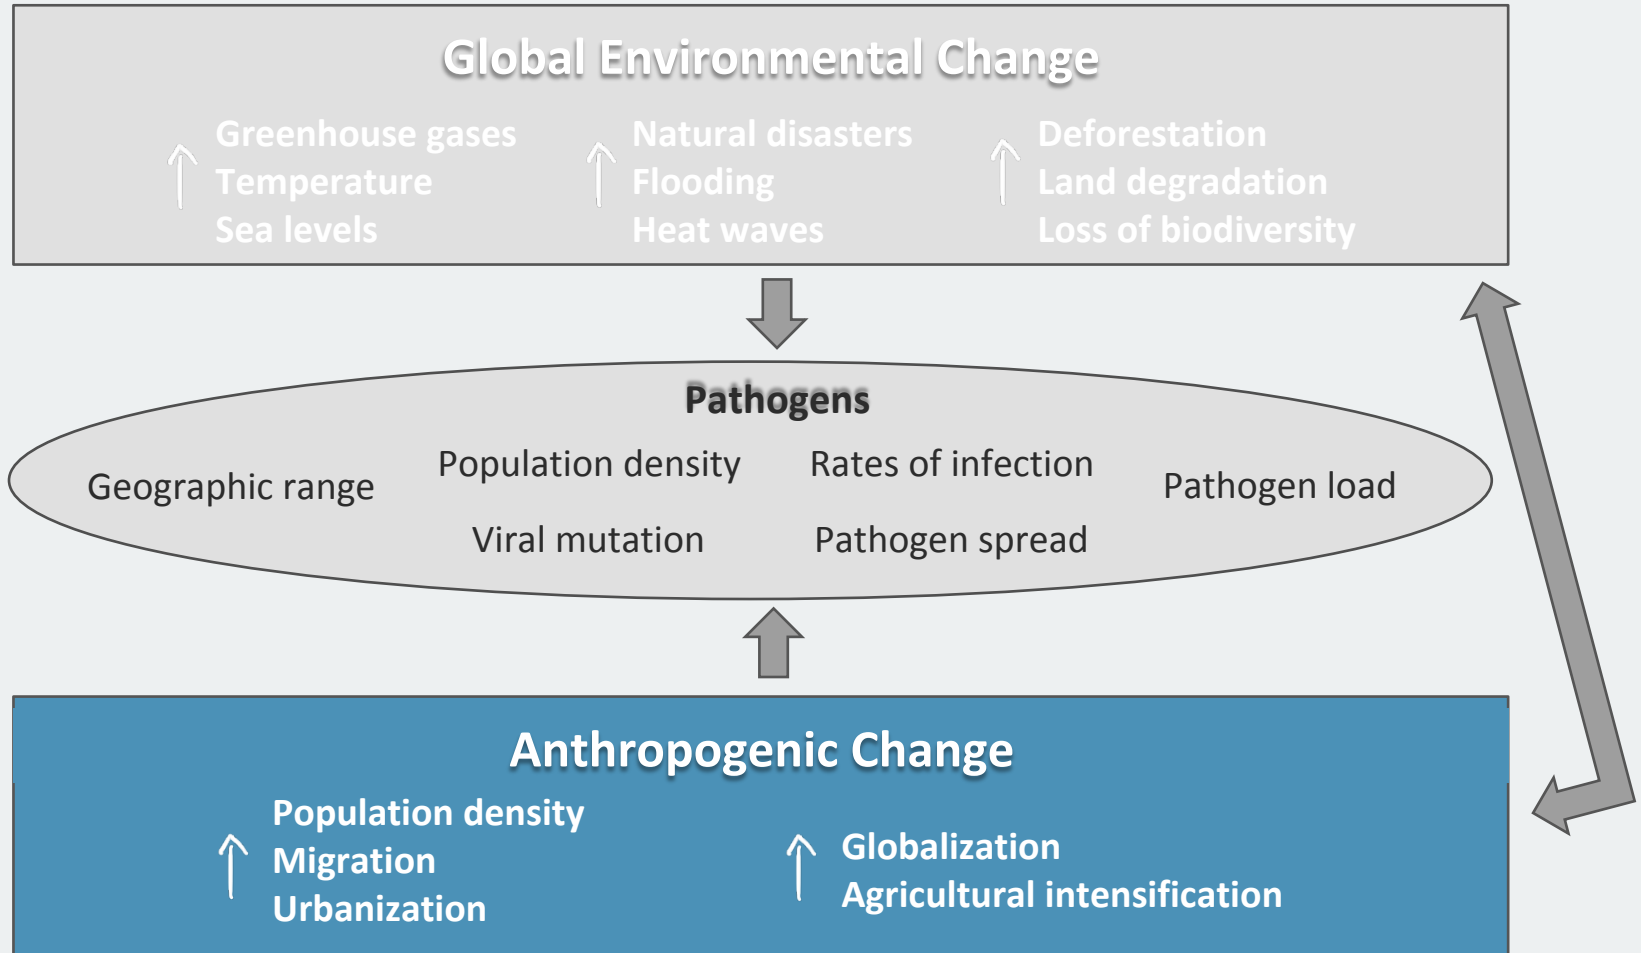 Global Environmental Change
Greenhouse gases
Temperature
Sea levels
Natural disasters
Flooding
Heat waves
Deforestation
Land degradation
Loss of biodiversity
Pathogens
Geographic range
Population density
Viral mutation
Rates of infection
Pathogen spread
Pathogen load
Anthropogenic Change
Population density
Migration
Urbanization
Globalization
Agricultural intensification